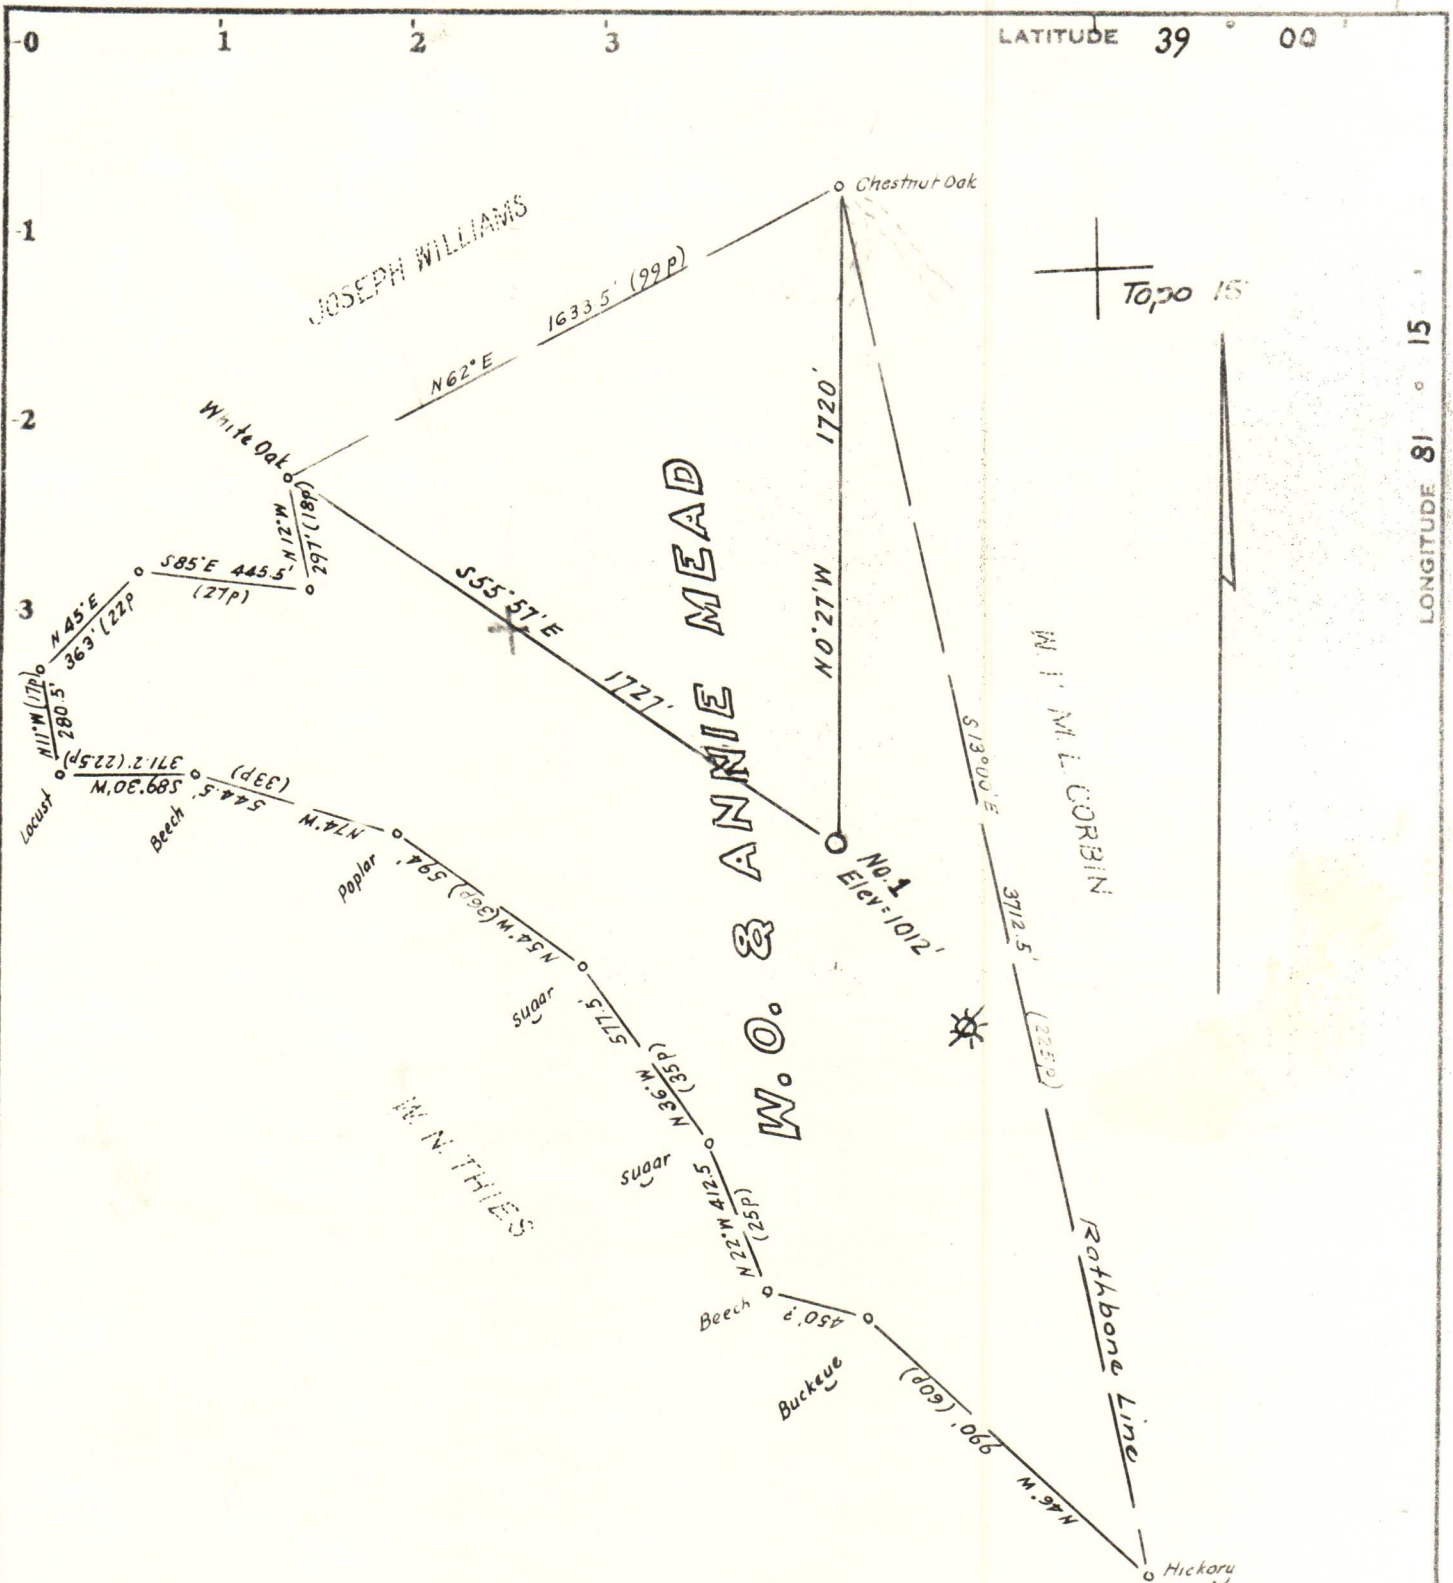 0 1 2 3 LATITUDE 39 ° 00 '
1
2
3
LONGITUDE 81 ° 15 '
Chestnut Oak
JOSEPH WILLIAMS
N62°E 1633.5' (99p)
Topo 15'
White Oak
N.12°W.
297.' (18p)
S85°E 445.5'
(27p)
N45°E
363' (22p
N11°W (17p)
280.5'
S89.30'W
371.2' (22.5p)
Locust
Beech
N74°W 544.5'
(33p)
Poplar
N54°W (36p) 594'
Sugar
577.5'
N36°W
(35p)
Sugar
N22°W 412.5
(25p)
Beech
450'?
Buckeye
990' (60p)
N46°W
Hickory
S55°57'E 1727.'
1720'
N0.27'W.
No.1
Elev=1012'
W.O. & ANNIE MEAD
S13°00'E 3712.5' (225p)
Rathbone Line
M.L. CORBIN
W.N. THIES